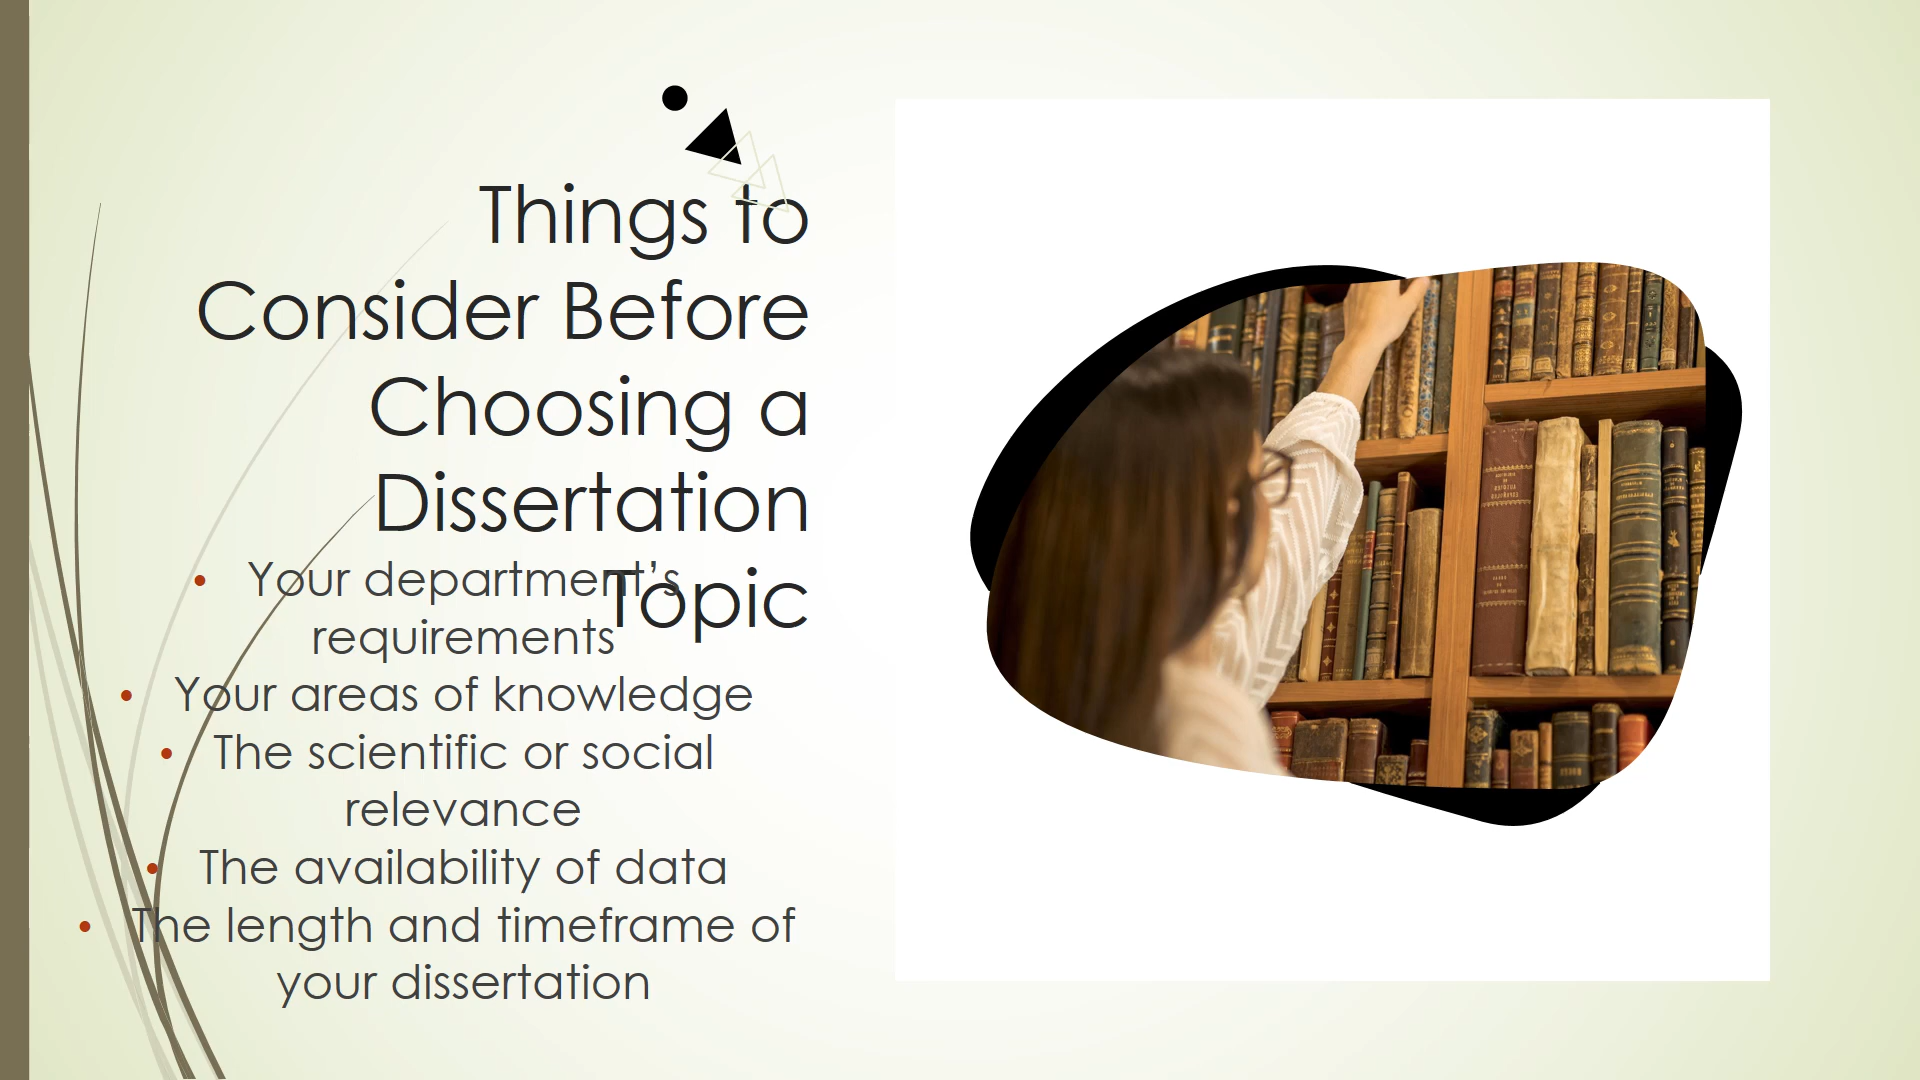 Things to
Consider Before
Choosing a
Dissertation
Topic
• Your department’s
requirements
• Your areas of knowledge
• The scientific or social
relevance
• The availability of data
• The length and timeframe of
your dissertation